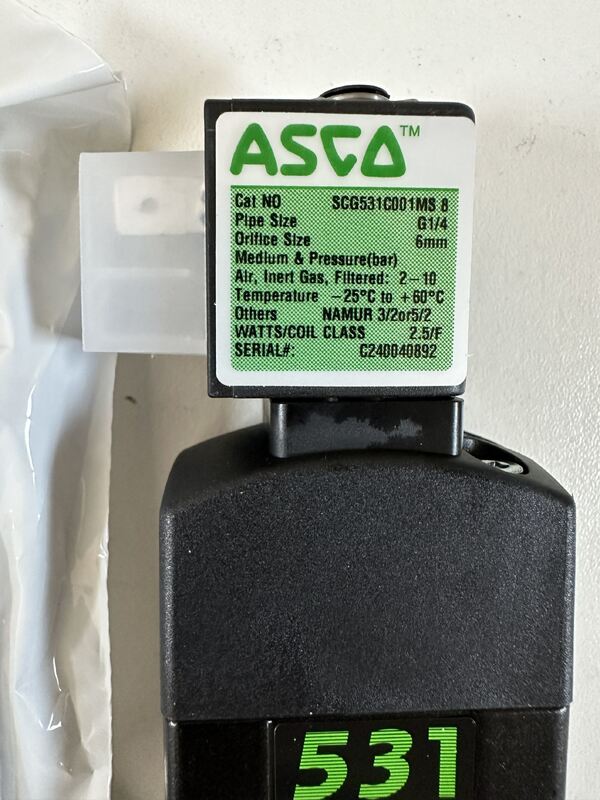 ASCO™
Cat NO SCG531C001MS 8
Pipe Size G1/4
Orifice Size 6mm
Medium & Pressure(bar)
Air, Inert Gas, Filtered: 2-10
Temperature -25°C to +60°C
Others NAMUR 3/2or5/2
WATTS/COIL CLASS 2.5/F
SERIAL#: C240040892
531